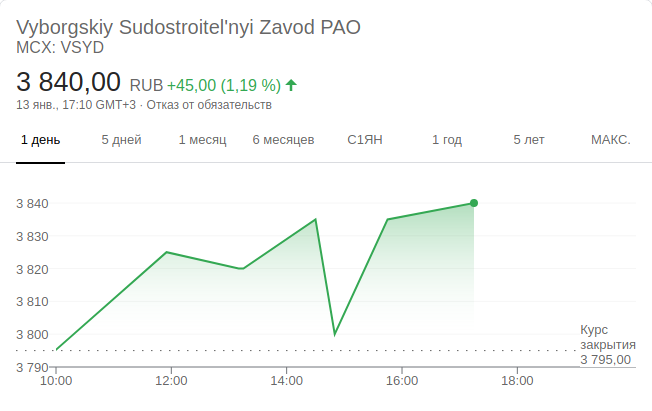 Vyborgskiy Sudostroitel'nyi Zavod PAO
MCX: VSYD
3 840,00 RUB +45,00 (1,19 %)
13 янв., 17:10 GMT+3 · Отказ от обязательств
1 день 5 дней 1 месяц 6 месяцев С1ЯН 1 год 5 лет МАКС.
3 840
3 830
3 820
3 810
3 800
3 790
Курс
закрытия
3 795,00
10:00 12:00 14:00 16:00 18:00